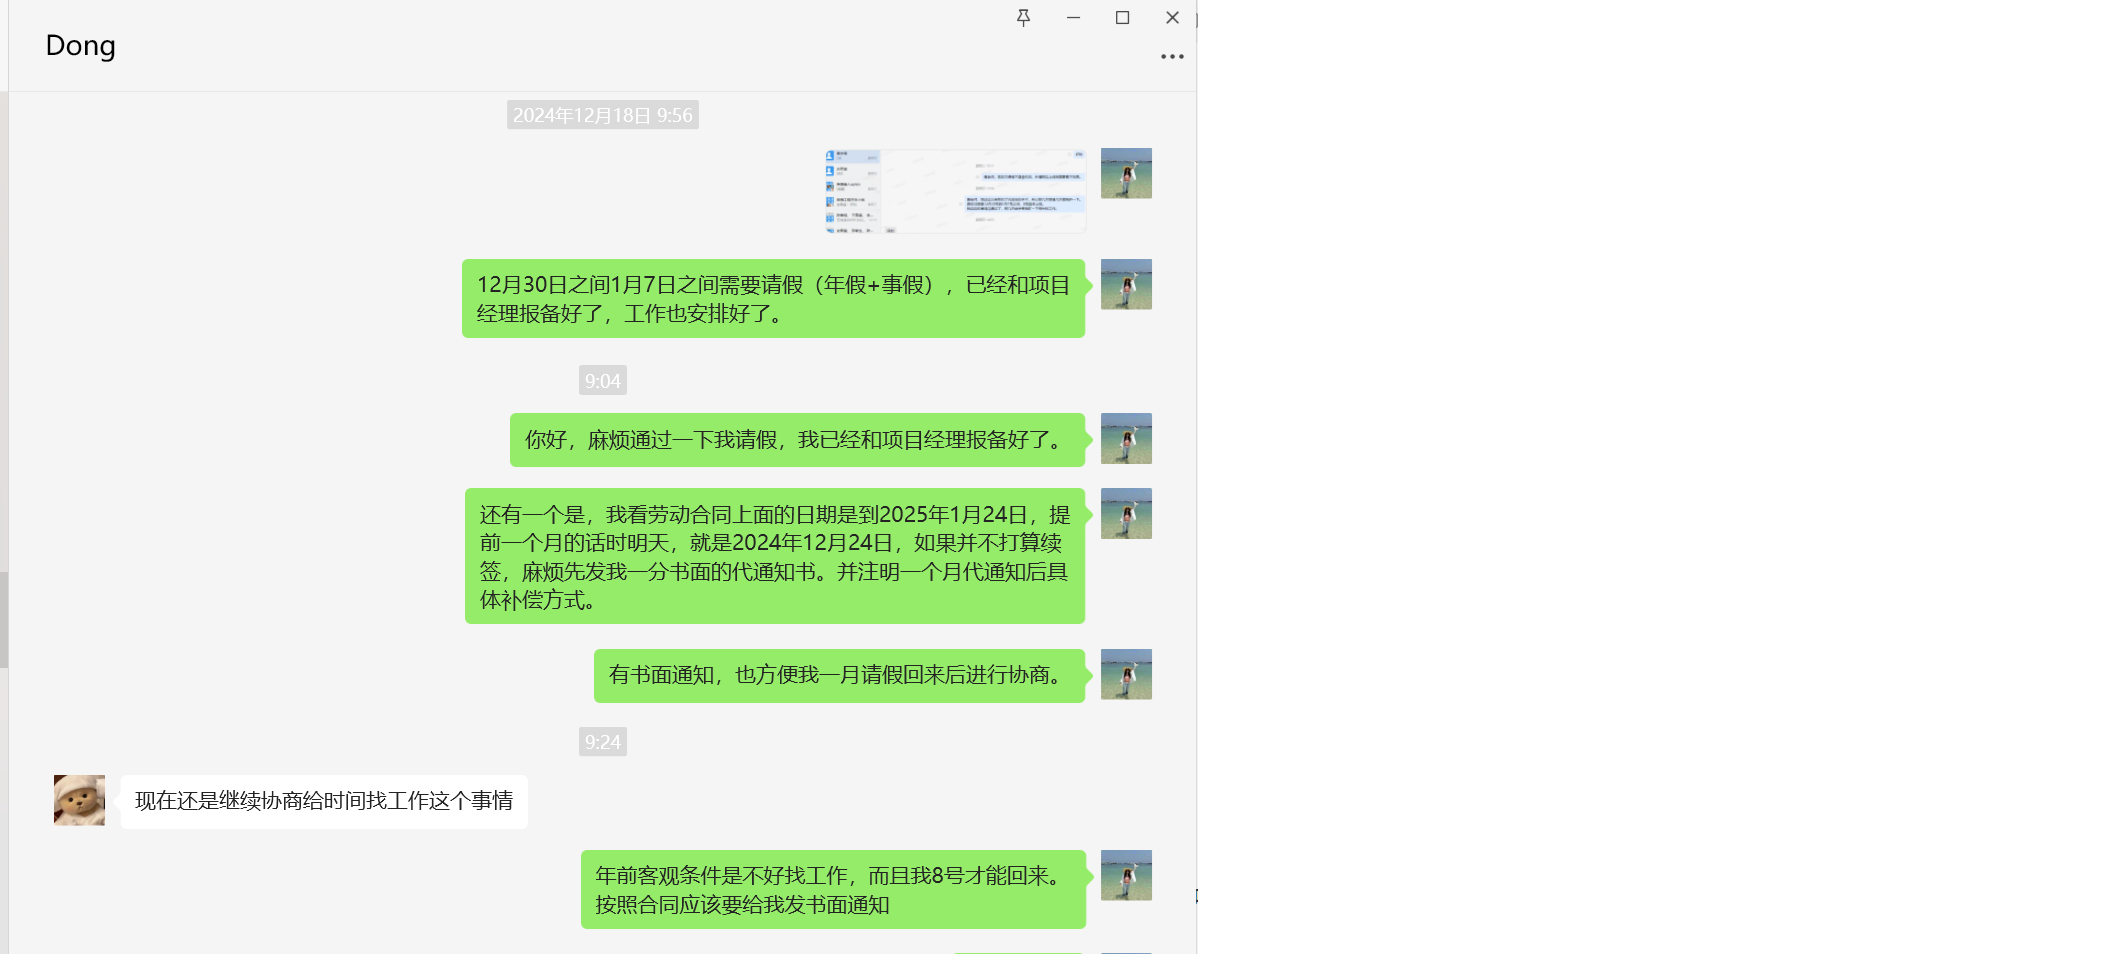 Dong
2024年12月18日 9:56
12月30日之间1月7日之间需要请假（年假+事假），已经和项目
经理报备好了，工作也安排好了。
9:04
你好，麻烦通过一下我请假，我已经和项目经理报备好了。
还有一个是，我看劳动合同上面的日期是到2025年1月24日，提
前一个月的话时明天，就是2024年12月24日，如果并不打算续
签，麻烦先发我一分书面的代通知书。并注明一个月代通知后具
体补偿方式。
有书面通知，也方便我一月请假回来后进行协商。
9:24
现在还是继续协商给时间找工作这个事情
年前客观条件是不好找工作，而且我8号才能回来。
按照合同应该要给我发书面通知